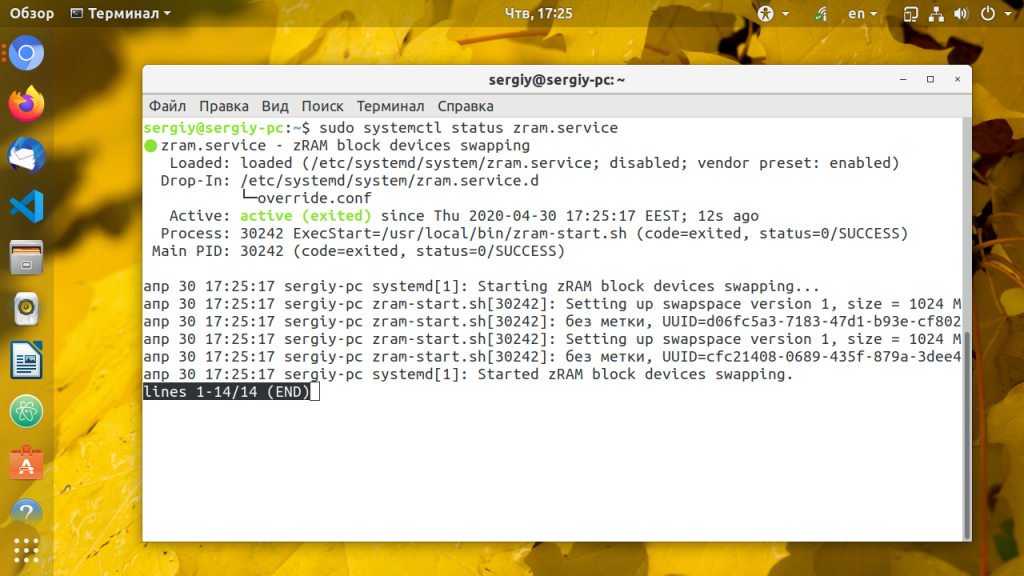 Обзор Терминал Чтв, 17:25 en
sergiy@sergiy-pc: ~
Файл Правка Вид Поиск Терминал Справка
sergiy@sergiy-pc:~$ sudo systemctl status zram.service
● zram.service - zRAM block devices swapping
Loaded: loaded (/etc/systemd/system/zram.service; disabled; vendor preset: enabled)
Drop-In: /etc/systemd/system/zram.service.d
└─override.conf
Active: active (exited) since Thu 2020-04-30 17:25:17 EEST; 12s ago
Process: 30242 ExecStart=/usr/local/bin/zram-start.sh (code=exited, status=0/SUCCESS)
Main PID: 30242 (code=exited, status=0/SUCCESS)
апр 30 17:25:17 sergiy-pc systemd[1]: Starting zRAM block devices swapping...
апр 30 17:25:17 sergiy-pc zram-start.sh[30242]: Setting up swapspace version 1, size = 1024 M
апр 30 17:25:17 sergiy-pc zram-start.sh[30242]: без метки, UUID=d06fc5a3-7183-47d1-b93e-cf802
апр 30 17:25:17 sergiy-pc zram-start.sh[30242]: Setting up swapspace version 1, size = 1024 M
апр 30 17:25:17 sergiy-pc zram-start.sh[30242]: без метки, UUID=cfc21408-0689-435f-879a-3dee4
апр 30 17:25:17 sergiy-pc systemd[1]: Started zRAM block devices swapping.
lines 1-14/14 (END)